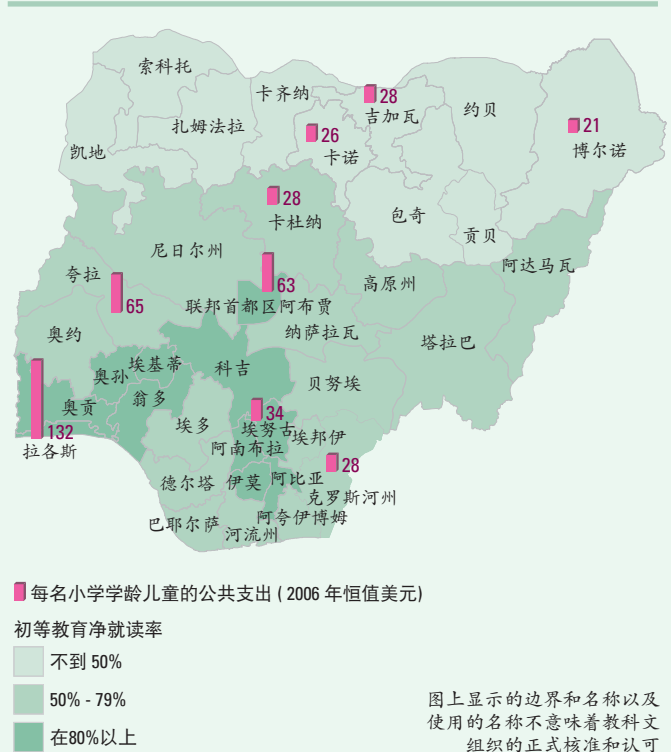 索科托
卡齐纳
28
约贝
吉加瓦
扎姆法拉
26
21
凯地
卡诺
博尔诺
28
包奇
卡杜纳
贡贝
尼日尔州
阿达马瓦
夸拉
高原州
63
65
联邦首都区阿布贾
奥约
纳萨拉瓦
塔拉巴
埃基蒂
科吉
奥孙
贝努埃
翁多
奥贡
34
埃多
埃努古
埃邦伊
132
阿南布拉
拉各斯
28
德尔塔
伊莫
阿比亚
克罗斯河州
阿夸伊博姆
巴耶尔萨
河流州
每名小学学龄儿童的公共支出 ( 2006 年恒值美元)
初等教育净就读率
不到 50%
50% - 79%
在80%以上
图上显示的边界和名称以及
使用的名称不意味着教科文
组织的正式核准和认可